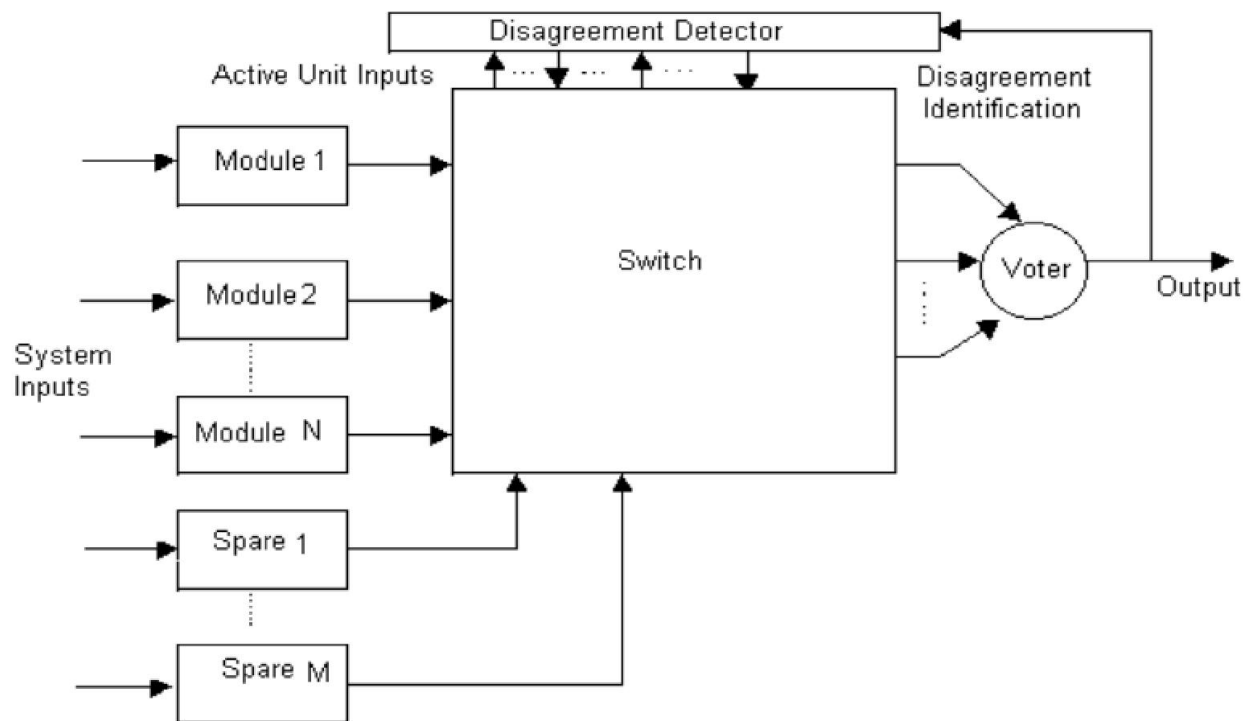 Disagreement Detector
Active Unit Inputs
Disagreement
Identification
Module 1
Switch
Voter
Output
Module 2
System
Inputs
Module N
Spare 1
Spare M